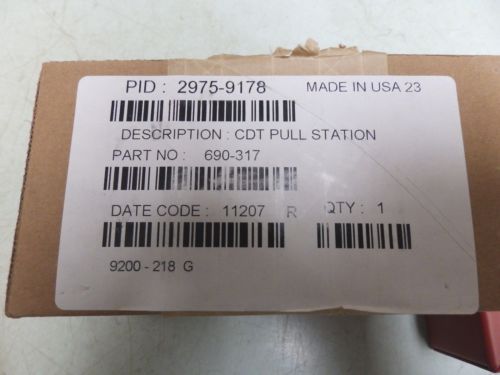 PID : 2975-9178 MADE IN USA 23
DESCRIPTION : CDT PULL STATION
PART NO : 690-317
DATE CODE : 11207 R QTY : 1
9200 - 218 G